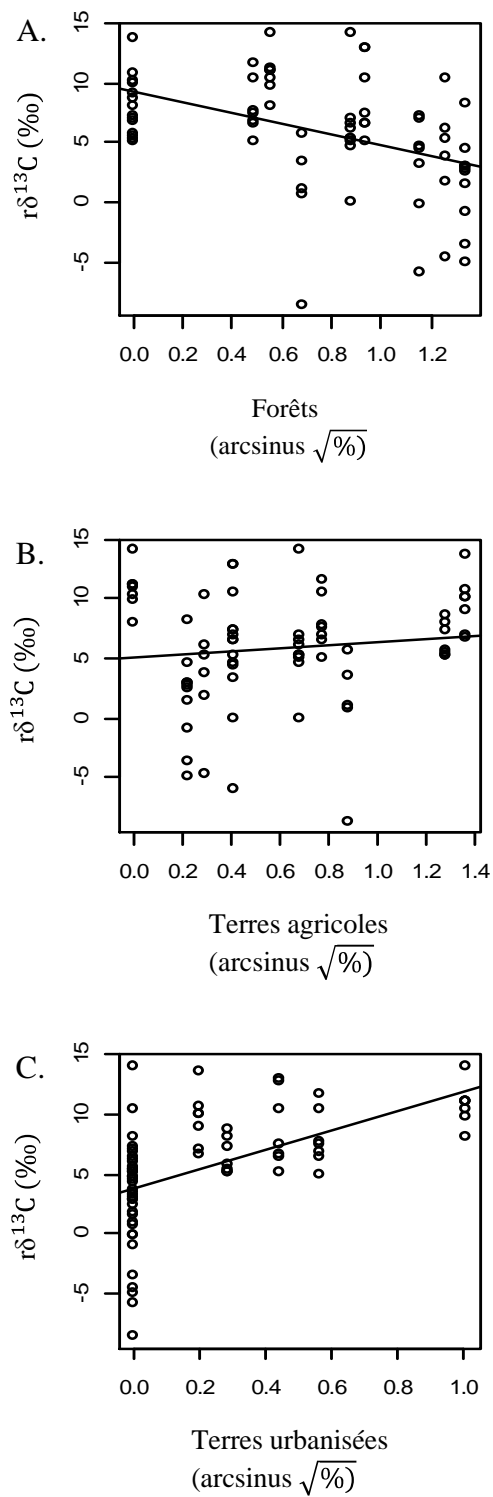 A.
rδ¹³C (‰)
15
10
5
0
-5
0.0 0.2 0.4 0.6 0.8 1.0 1.2
Forêts
(arcsinus √%)
B.
rδ¹³C (‰)
15
10
5
0
-5
0.0 0.2 0.4 0.6 0.8 1.0 1.2 1.4
Terres agricoles
(arcsinus √%)
C.
rδ¹³C (‰)
15
10
5
0
-5
0.0 0.2 0.4 0.6 0.8 1.0
Terres urbanisées
(arcsinus √%)